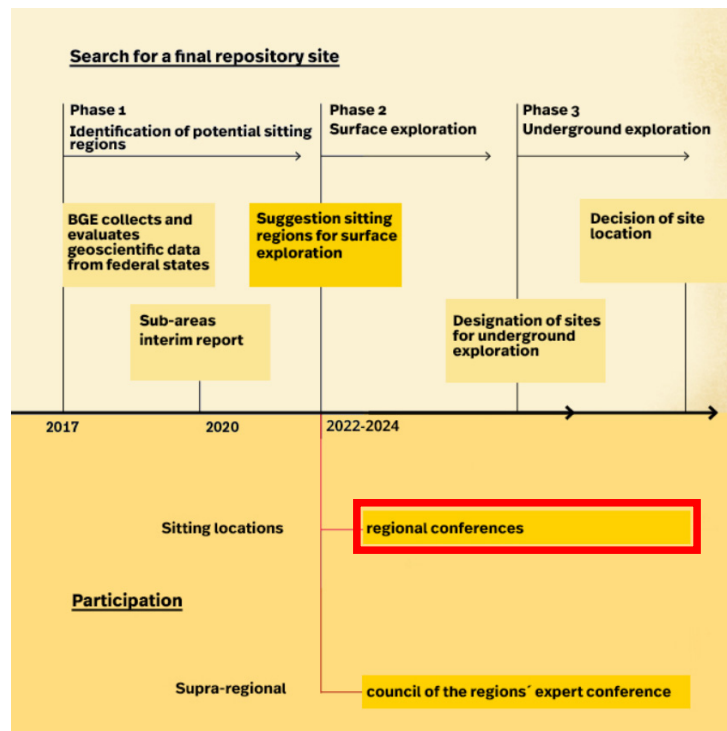 Search for a final repository site
Phase 1
Identification of potential sitting
regions
Phase 2
Surface exploration
Phase 3
Underground exploration
BGE collects and
evaluates
geoscientific data
from federal states
Suggestion sitting
regions for surface
exploration
Decision of site
location
Sub-areas
interim report
Designation of sites
for underground
exploration
2017
2020
2022-2024
Sitting locations
regional conferences
Participation
Supra-regional
council of the regions´ expert conference